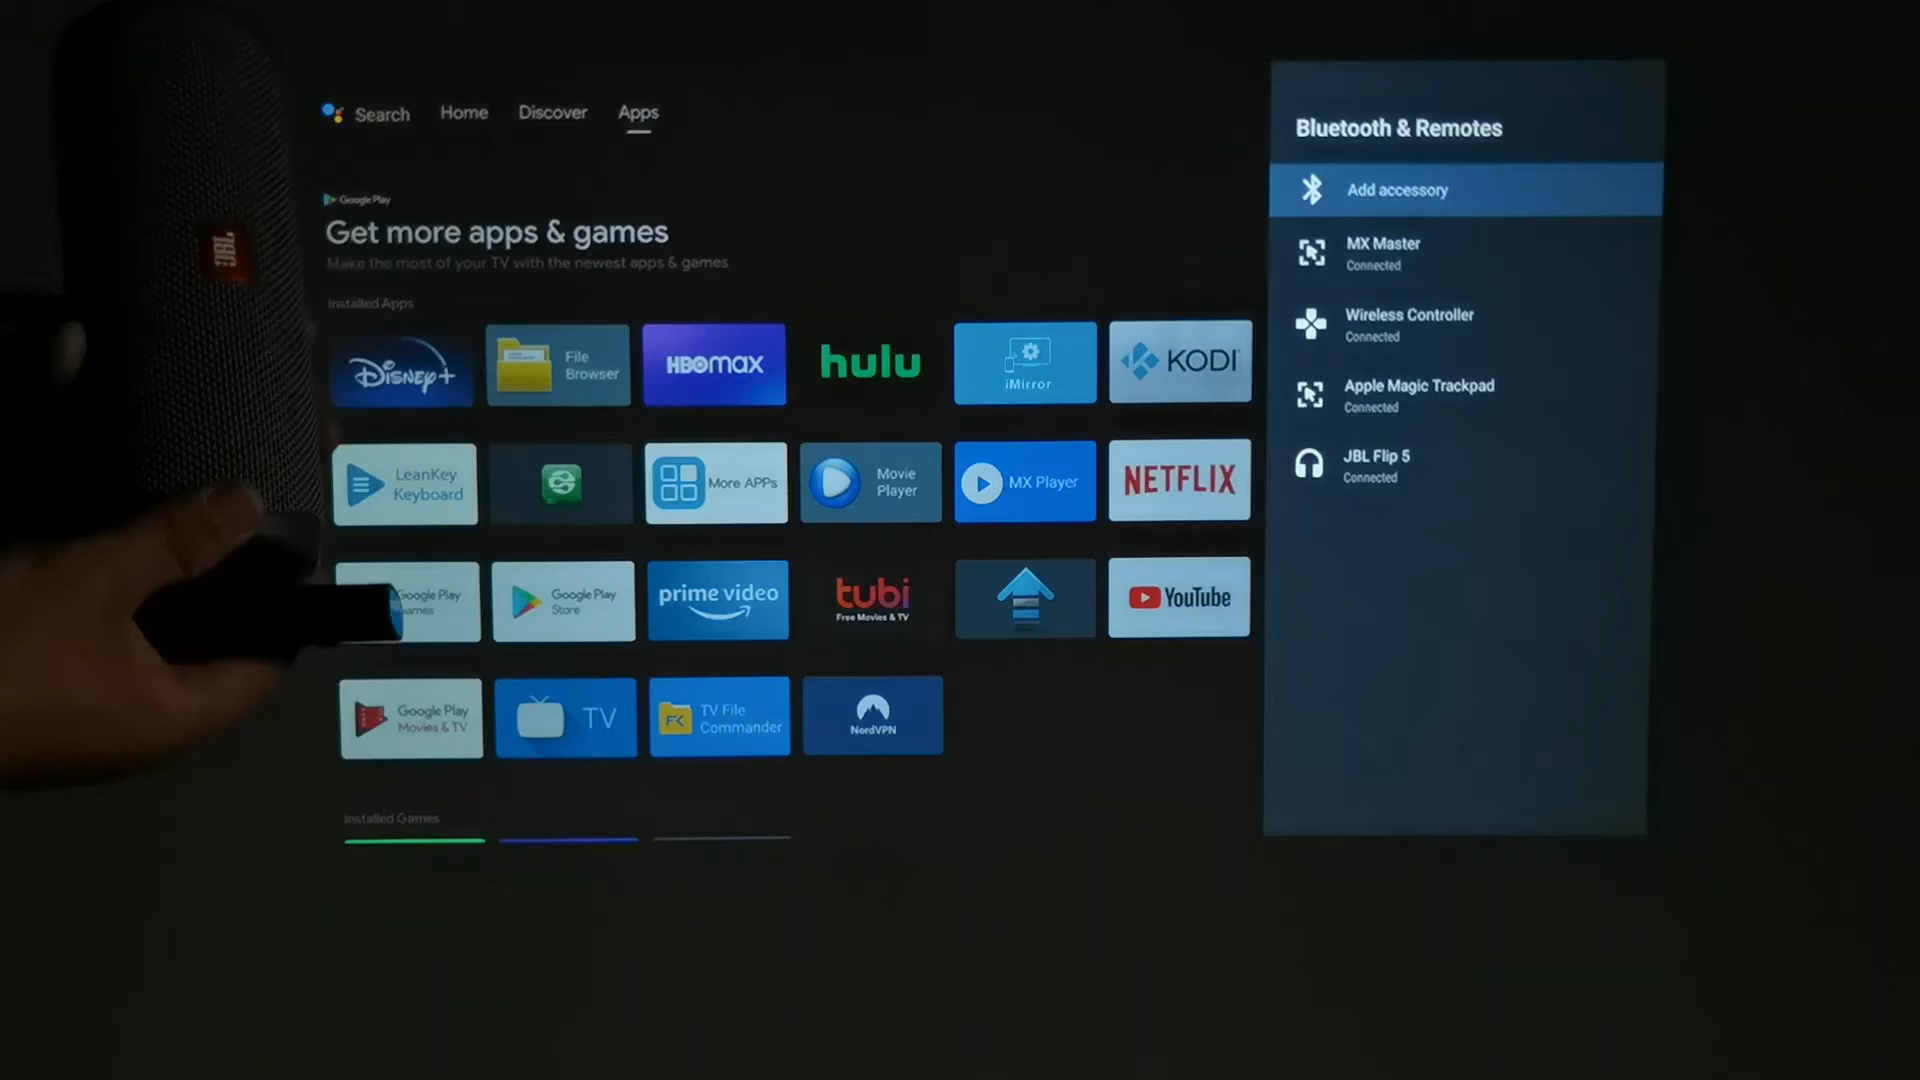 JBL
Search Home Discover Apps
Google Play
Get more apps & games
Make the most of your TV with the newest apps & games
Installed Apps
Disney+
File
Browser
HBOMAX
hulu
iMirror
KODI
LeanKey
Keyboard
More APPs
Movie
Player
MX Player
NETFLIX
Google Play
Games
Google Play
Store
prime video
tubi
Free Movies & TV
YouTube
Google Play
Movies & TV
TV
FX
TV File
Commander
NordVPN
Installed Games
Bluetooth & Remotes
Add accessory
MX Master
Connected
Wireless Controller
Connected
Apple Magic Trackpad
Connected
JBL Flip 5
Connected